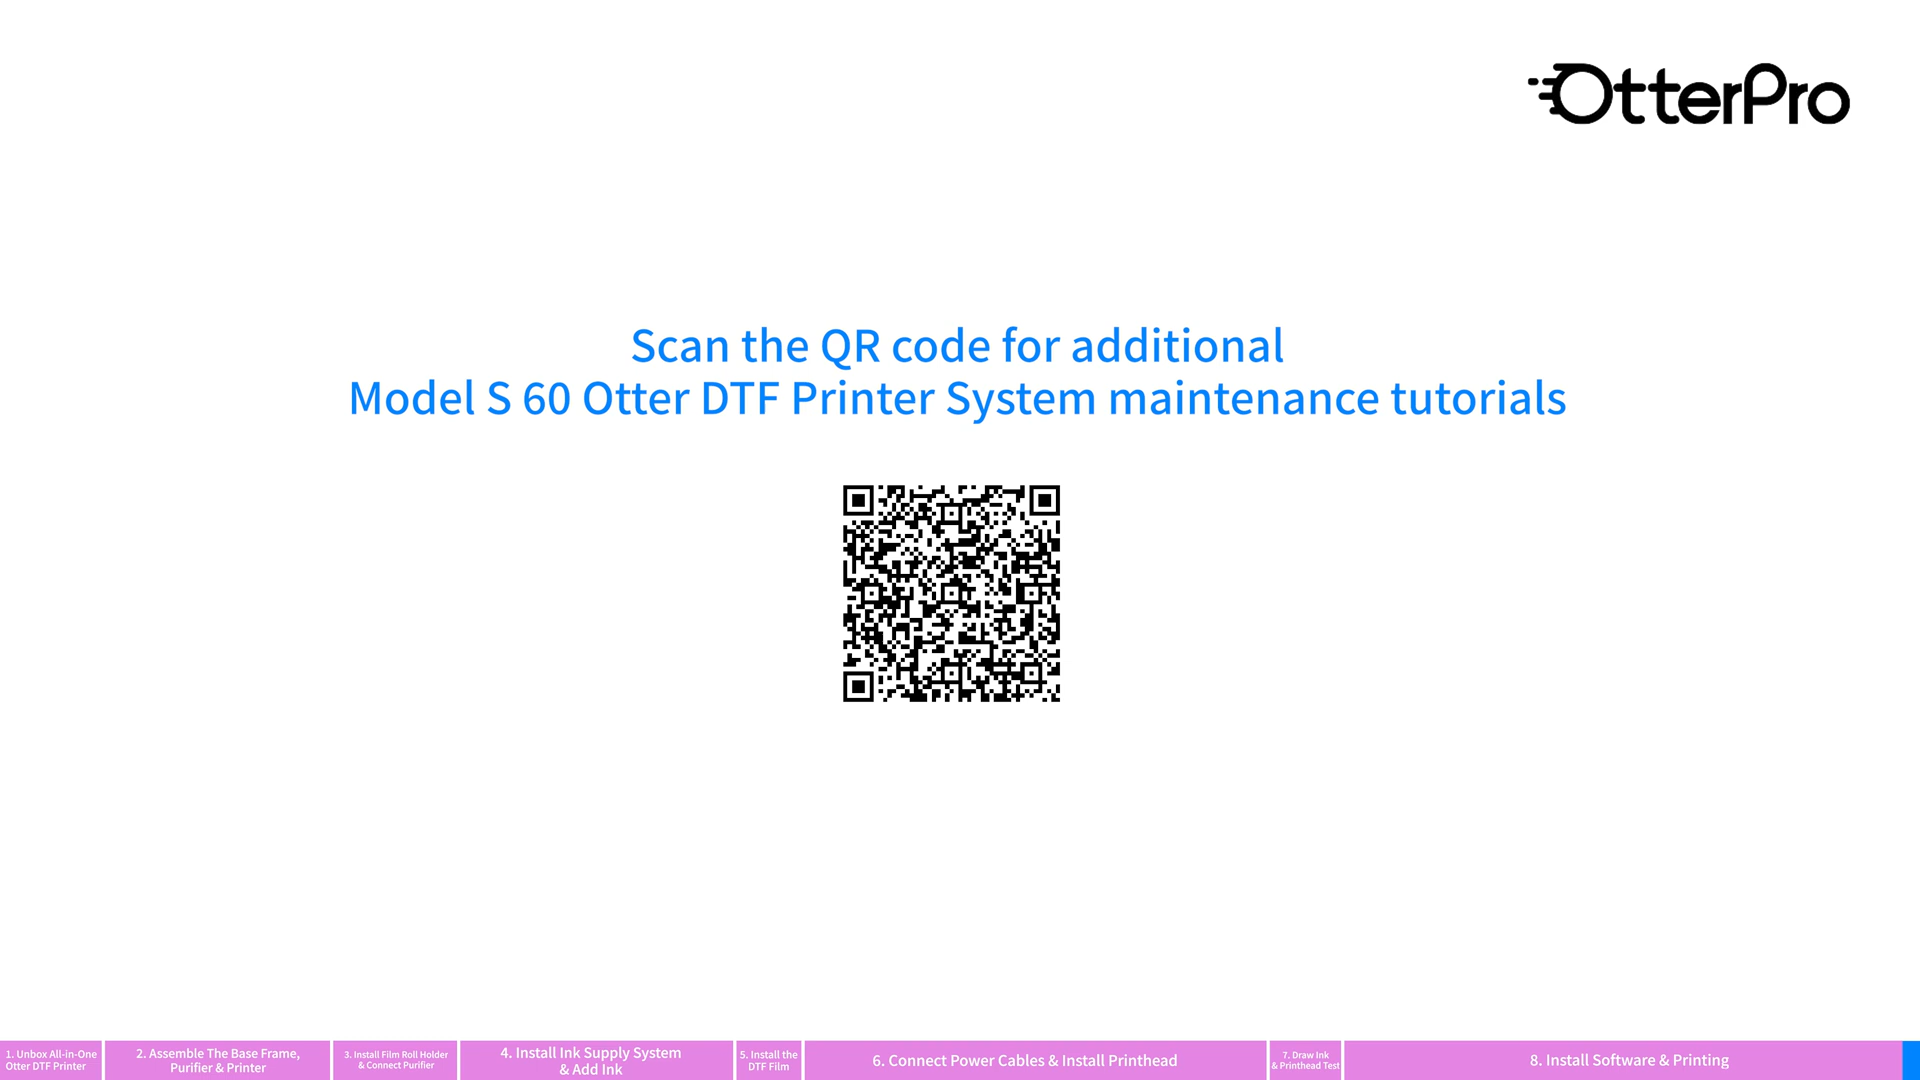 OtterPro
Scan the QR code for additional
Model S 60 Otter DTF Printer System maintenance tutorials
1. Unbox All-in-One
Otter DTF Printer
2. Assemble The Base Frame,
Purifier & Printer
3. Install Film Roll Holder
& Connect Purifier
4. Install Ink Supply System
& Add Ink
5. Install the
DTF Film
6. Connect Power Cables & Install Printhead
7. Draw Ink
& Printhead Test
8. Install Software & Printing